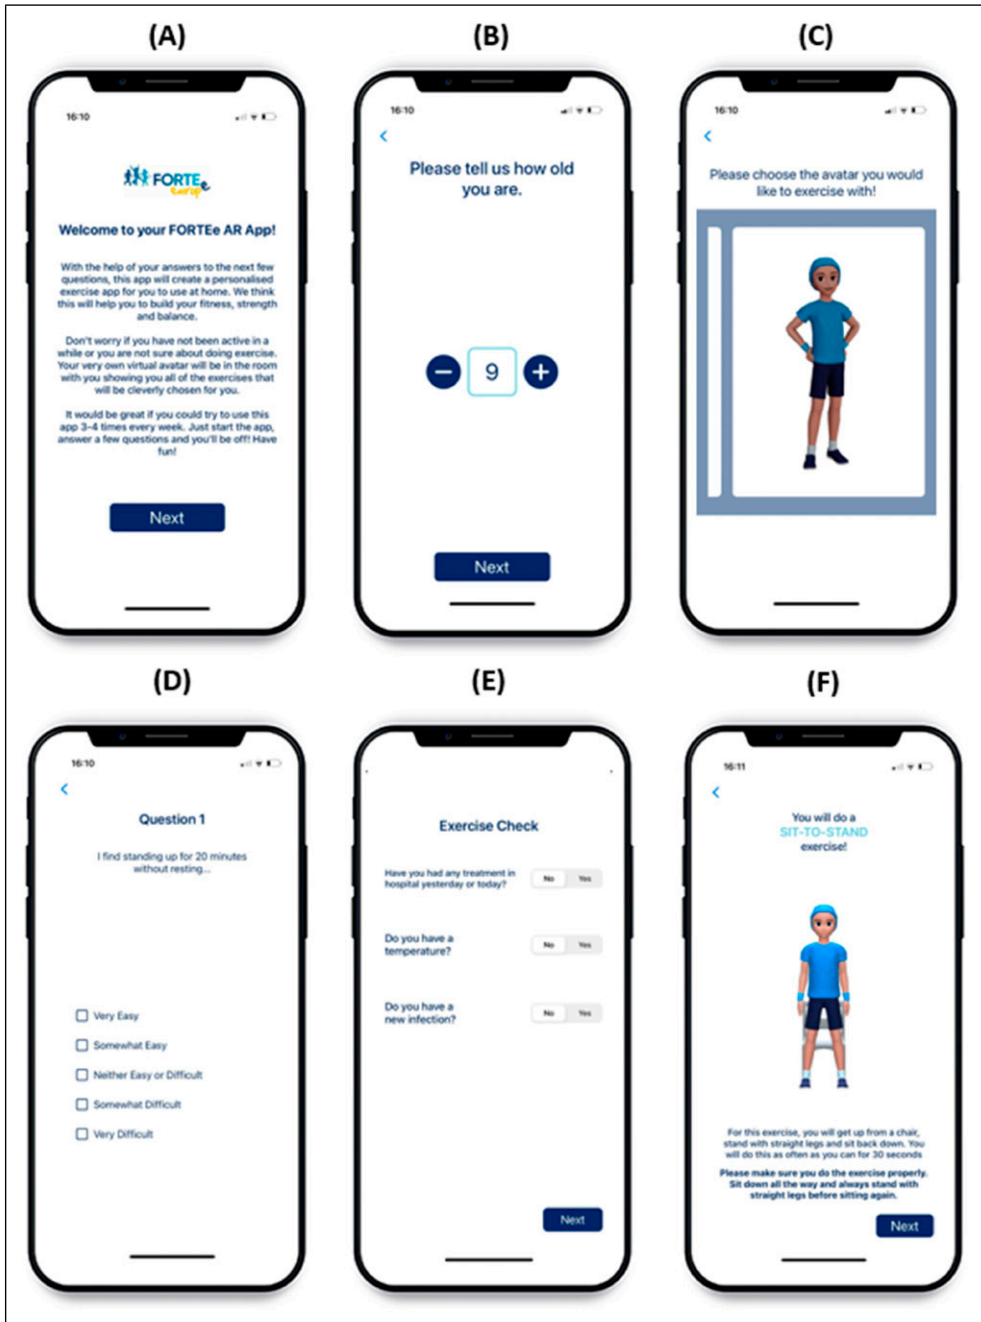 (A)
16:10
FORTEe
europe
Welcome to your FORTEe AR App!
With the help of your answers to the next few
questions, this app will create a personalised
exercise app for you to use at home. We think
this will help you to build your fitness, strength
and balance.
Don't worry if you have not been active in a
while or you are not sure about doing exercise.
Your very own virtual avatar will be in the room
with you showing you all of the exercises that
will be cleverly chosen for you.
It would be great if you could try to use this
app 3-4 times every week. Just start the app,
answer a few questions and you'll be off! Have
fun!
Next
(B)
16:10
Please tell us how old
you are.
9
Next
(C)
16:10
Please choose the avatar you would
like to exercise with!
(D)
16:10
Question 1
I find standing up for 20 minutes
without resting...
Very Easy
Somewhat Easy
Neither Easy or Difficult
Somewhat Difficult
Very Difficult
(E)
Exercise Check
Have you had any treatment in
hospital yesterday or today?
No Yes
Do you have a
temperature?
No Yes
Do you have a
new infection?
No Yes
Next
(F)
16:11
You will do a
SIT-TO-STAND
exercise!
For this exercise, you will get up from a chair,
stand with straight legs and sit back down. You
will do this as often as you can for 30 seconds
Please make sure you do the exercise properly.
Sit down all the way and always stand with
straight legs before sitting again.
Next